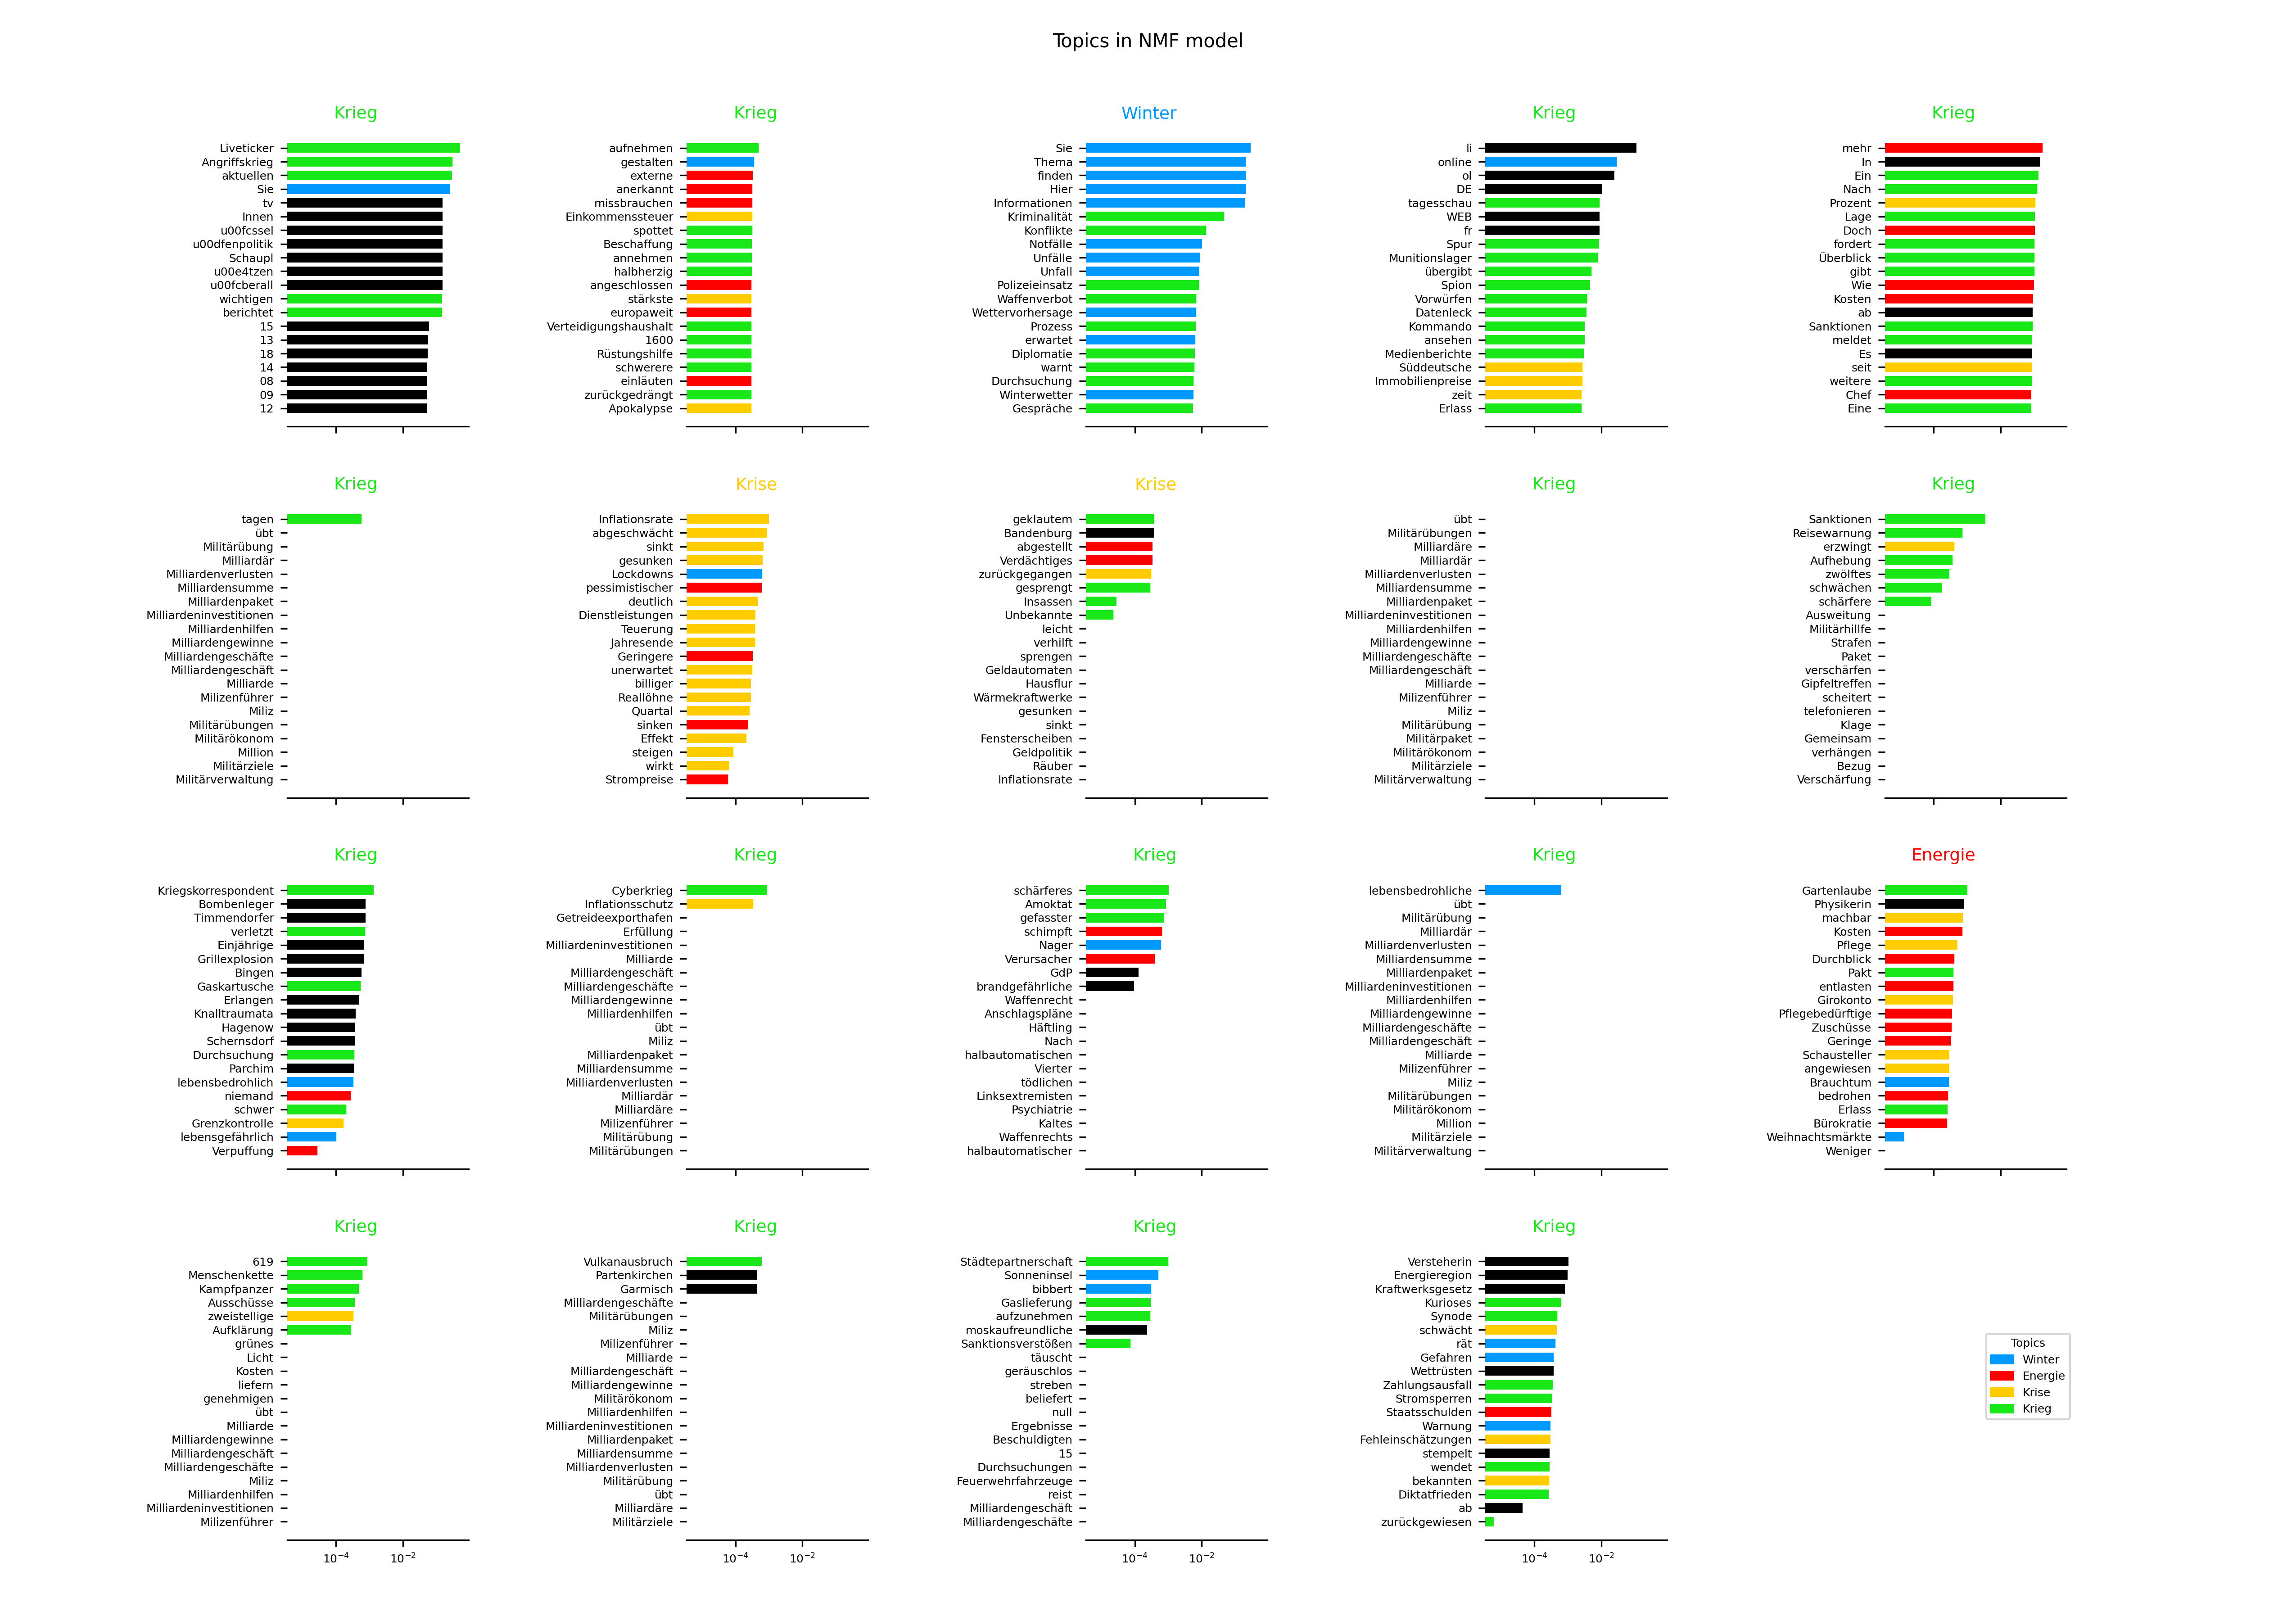 Topics in NMF model
Krieg
Liveticker
Angriffskrieg
aktuellen
Sie
tv
Innen
u00fcssel
u00dfenpolitik
Schaupl
u00e4tzen
u00fcberall
wichtigen
berichtet
15
13
18
14
08
09
12
Krieg
aufnehmen
gestalten
externe
anerkannt
missbrauchen
Einkommenssteuer
spottet
Beschaffung
annehmen
halbherzig
angeschlossen
stärkste
europaweit
Verteidigungshaushalt
1600
Rüstungshilfe
schwerere
einläuten
zurückgedrängt
Apokalypse
Winter
Sie
Thema
finden
Hier
Informationen
Kriminalität
Konflikte
Notfälle
Unfälle
Unfall
Polizeieinsatz
Waffenverbot
Wettervorhersage
Prozess
erwartet
Diplomatie
warnt
Durchsuchung
Winterwetter
Gespräche
Krieg
li
online
ol
DE
tagesschau
WEB
fr
Spur
Munitionslager
übergibt
Spion
Vorwürfen
Datenleck
Kommando
ansehen
Medienberichte
Süddeutsche
Immobilienpreise
zeit
Erlass
Krieg
mehr
In
Ein
Nach
Prozent
Lage
Doch
fordert
Überblick
gibt
Wie
Kosten
ab
Sanktionen
meldet
Es
seit
weitere
Chef
Eine
Krieg
tagen
übt
Militärübung
Milliardär
Milliardenverlusten
Milliardensumme
Milliardenpaket
Milliardeninvestitionen
Milliardenhilfen
Milliardengewinne
Milliardengeschäfte
Milliardengeschäft
Milliarde
Milizenführer
Miliz
Militärübungen
Militärökonom
Million
Militärziele
Militärverwaltung
Krise
Inflationsrate
abgeschwächt
sinkt
gesunken
Lockdowns
pessimistischer
deutlich
Dienstleistungen
Teuerung
Jahresende
Geringere
unerwartet
billiger
Reallöhne
Quartal
sinken
Effekt
steigen
wirkt
Strompreise
Krise
geklautem
Bandenburg
abgestellt
Verdächtiges
zurückgegangen
gesprengt
Insassen
Unbekannte
leicht
verhilft
sprengen
Geldautomaten
Hausflur
Wärmekraftwerke
gesunken
sinkt
Fensterscheiben
Geldpolitik
Räuber
Inflationsrate
Krieg
übt
Militärübungen
Milliardäre
Milliardär
Milliardenverlusten
Milliardensumme
Milliardenpaket
Milliardeninvestitionen
Milliardenhilfen
Milliardengewinne
Milliardengeschäfte
Milliardengeschäft
Milliarde
Milizenführer
Miliz
Militärübung
Militärpaket
Militärökonom
Militärziele
Militärverwaltung
Krieg
Sanktionen
Reisewarnung
erzwingt
Aufhebung
zwölftes
schwächen
schärfere
Ausweitung
Militärhillfe
Strafen
Paket
verschärfen
Gipfeltreffen
scheitert
telefonieren
Klage
Gemeinsam
verhängen
Bezug
Verschärfung
Krieg
Kriegskorrespondent
Bombenleger
Timmendorfer
verletzt
Einjährige
Grillexplosion
Bingen
Gaskartusche
Erlangen
Knalltraumata
Hagenow
Schernsdorf
Durchsuchung
Parchim
lebensbedrohlich
niemand
schwer
Grenzkontrolle
lebensgefährlich
Verpuffung
Krieg
Cyberkrieg
Inflationsschutz
Getreideexporthafen
Erfüllung
Milliardeninvestitionen
Milliarde
Milliardengeschäft
Milliardengeschäfte
Milliardengewinne
Milliardenhilfen
übt
Miliz
Milliardenpaket
Milliardensumme
Milliardenverlusten
Milliardär
Milliardäre
Milizenführer
Militärübung
Militärübungen
Krieg
schärferes
Amoktat
gefasster
schimpft
Nager
Verursacher
GdP
brandgefährliche
Waffenrecht
Anschlagspläne
Häftling
Nach
halbautomatischen
Vierter
tödlichen
Linksextremisten
Psychiatrie
Kaltes
Waffenrechts
halbautomatischer
Krieg
lebensbedrohliche
übt
Militärübung
Milliardär
Milliardenverlusten
Milliardensumme
Milliardenpaket
Milliardeninvestitionen
Milliardenhilfen
Milliardengewinne
Milliardengeschäfte
Milliardengeschäft
Milliarde
Milizenführer
Miliz
Militärübungen
Militärökonom
Million
Militärziele
Militärverwaltung
Energie
Gartenlaube
Physikerin
machbar
Kosten
Pflege
Durchblick
Pakt
entlasten
Girokonto
Pflegebedürftige
Zuschüsse
Geringe
Schausteller
angewiesen
Brauchtum
bedrohen
Erlass
Bürokratie
Weihnachtsmärkte
Weniger
Krieg
619
Menschenkette
Kampfpanzer
Ausschüsse
zweistellige
Aufklärung
grünes
Licht
Kosten
liefern
genehmigen
übt
Milliarde
Milliardengewinne
Milliardengeschäft
Milliardengeschäfte
Miliz
Milliardenhilfen
Milliardeninvestitionen
Milizenführer
10⁻⁴ 10⁻²
Krieg
Vulkanausbruch
Partenkirchen
Garmisch
Milliardengeschäfte
Militärübungen
Miliz
Milizenführer
Milliarde
Milliardengeschäft
Milliardengewinne
Militärökonom
Milliardenhilfen
Milliardeninvestitionen
Milliardenpaket
Milliardensumme
Milliardenverlusten
Militärübung
übt
Milliardäre
Militärziele
10⁻⁴ 10⁻²
Krieg
Städtepartnerschaft
Sonneninsel
bibbert
Gaslieferung
aufzunehmen
moskaufreundliche
Sanktionsverstößen
täuscht
geräuschlos
streben
beliefert
null
Ergebnisse
Beschuldigten
15
Durchsuchungen
Feuerwehrfahrzeuge
reist
Milliardengeschäft
Milliardengeschäfte
10⁻⁴ 10⁻²
Krieg
Versteherin
Energieregion
Kraftwerksgesetz
Kurioses
Synode
schwächt
rät
Gefahren
Wettrüsten
Zahlungsausfall
Stromsperren
Staatsschulden
Warnung
Fehleinschätzungen
stempelt
wendet
bekannten
Diktatfrieden
ab
zurückgewiesen
10⁻⁴ 10⁻²
Topics
Winter
Energie
Krise
Krieg